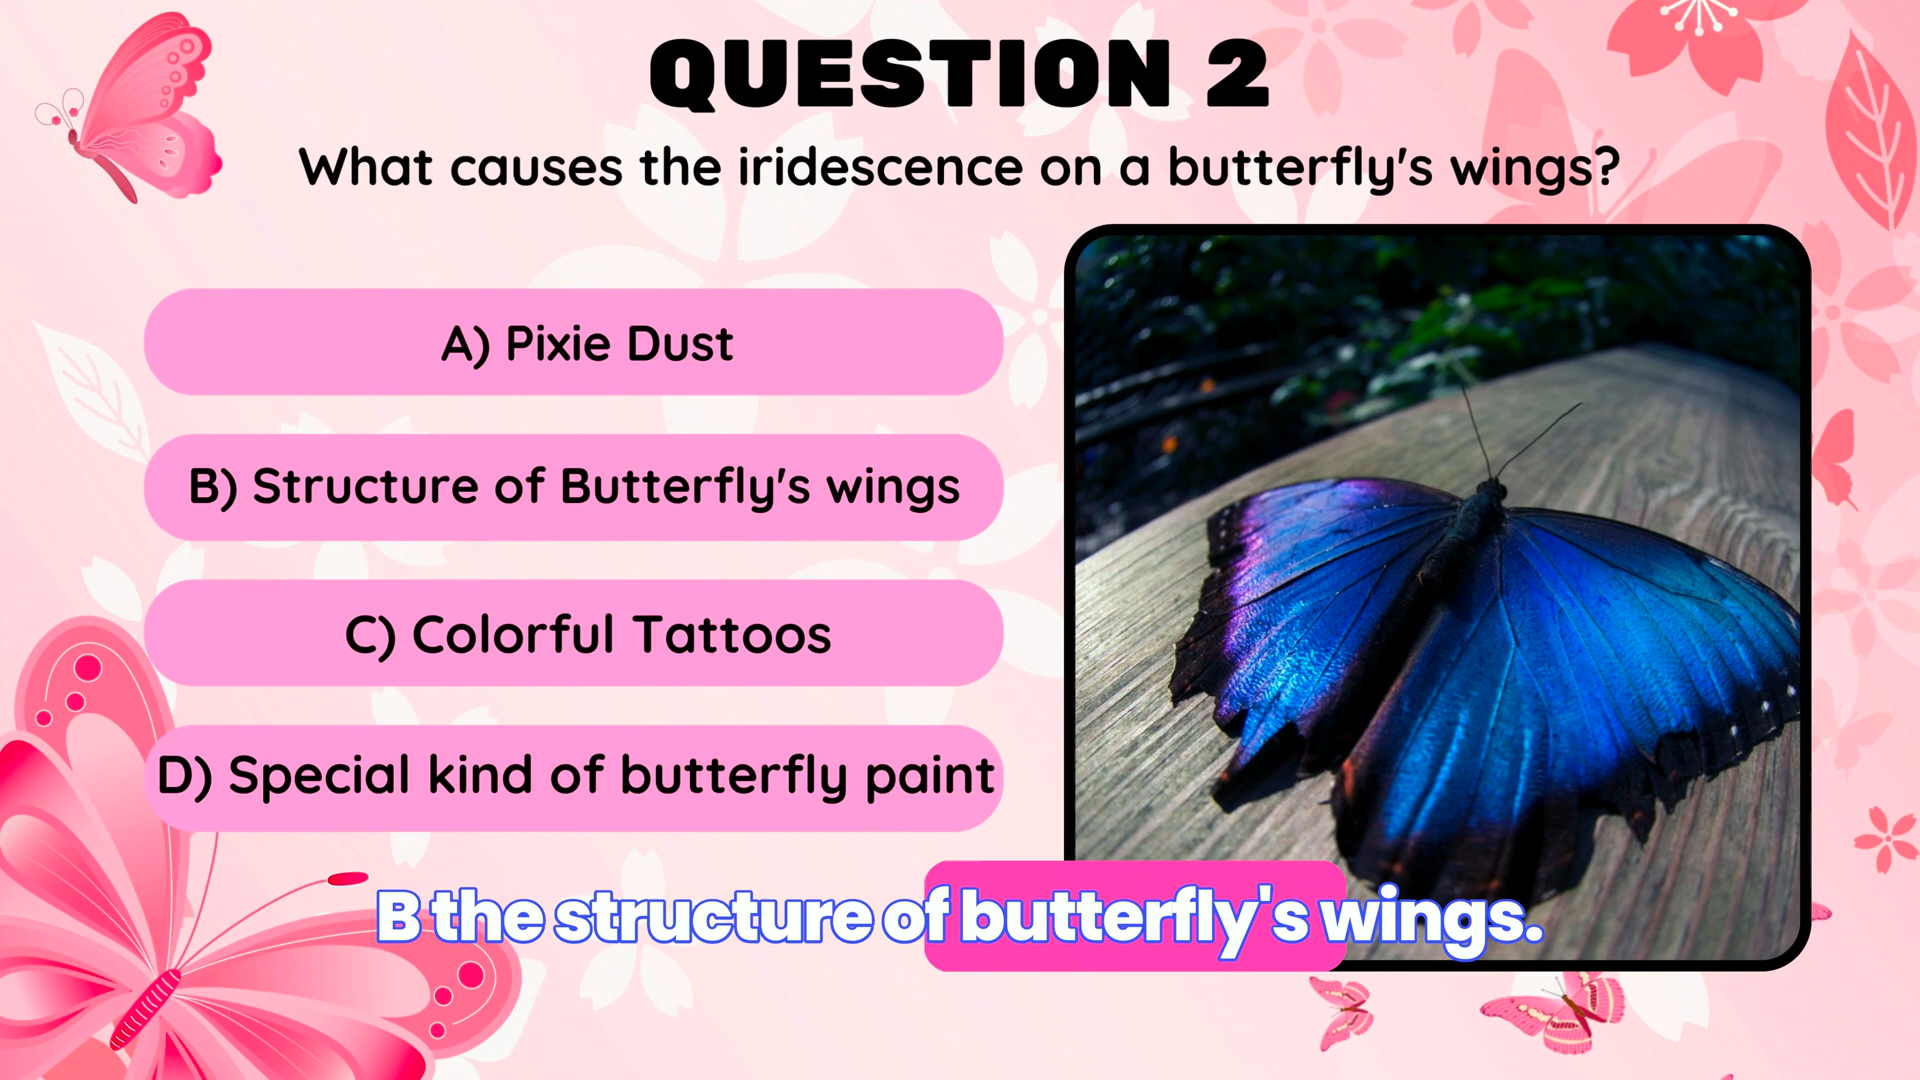 QUESTION 2
What causes the iridescence on a butterfly's wings?
A) Pixie Dust
B) Structure of Butterfly's wings
C) Colorful Tattoos
D) Special kind of butterfly paint
B the structure of butterfly's wings.